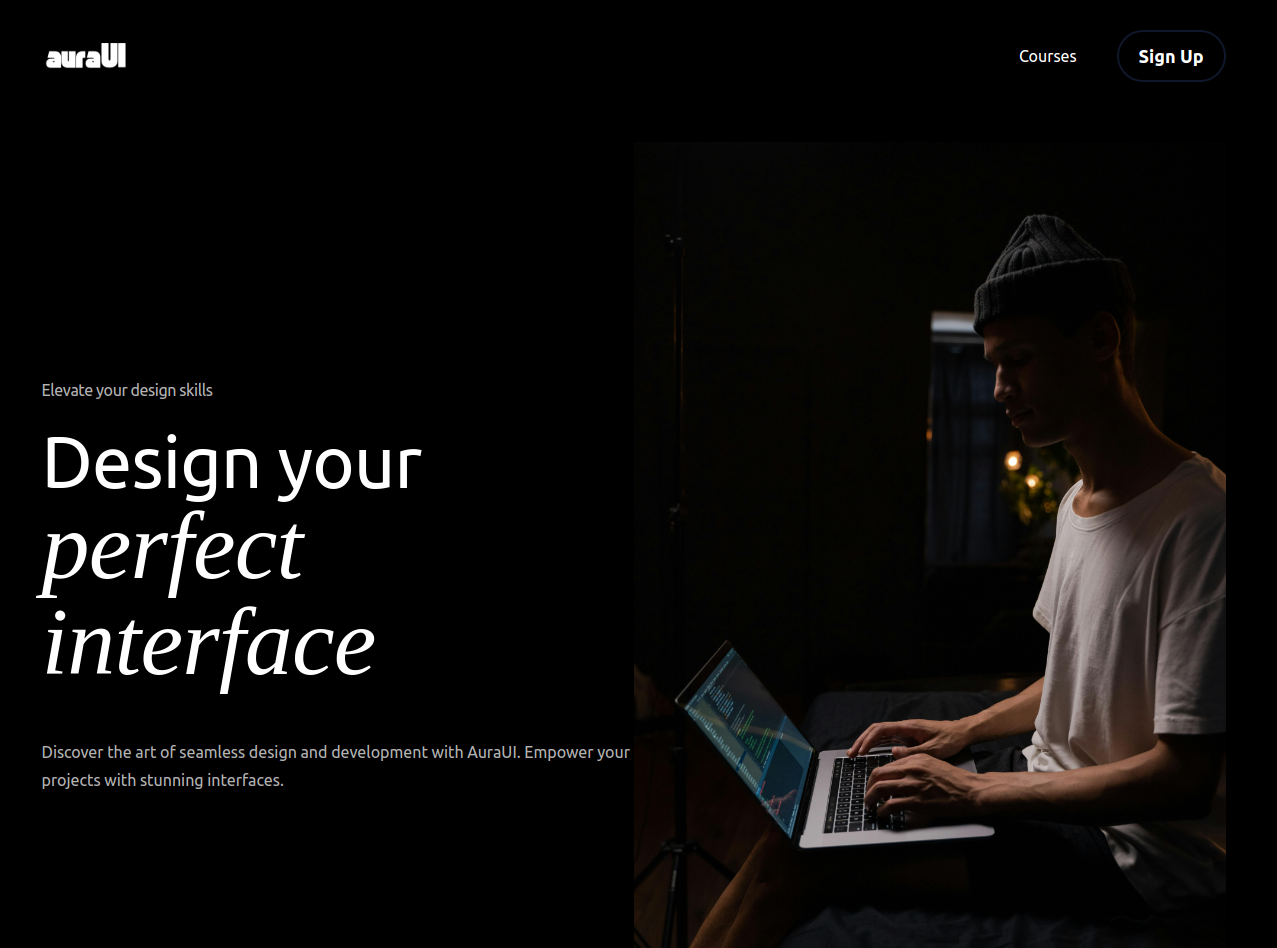 auraUI
Courses
Sign Up
Elevate your design skills
Design your
perfect
interface
Discover the art of seamless design and development with AuraUI. Empower your
projects with stunning interfaces.